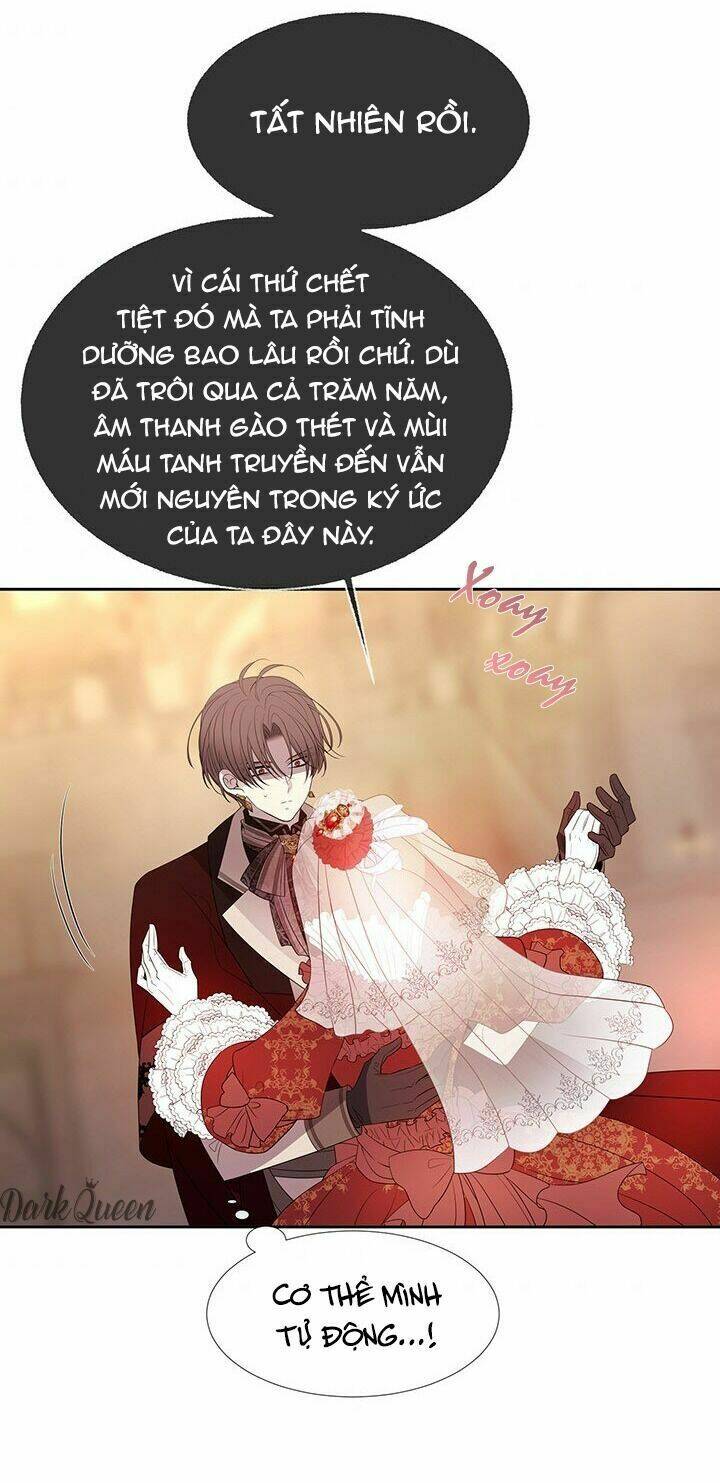 TẤT NHIÊN RỒI.
VÌ CÁI THỨ CHẾT
TIỆT ĐÓ MÀ TA PHẢI TĨNH
DƯỠNG BAO LÂU RỒI CHỨ. DÙ
ĐÃ TRÔI QUA CẢ TRĂM NĂM,
ÂM THANH GÀO THÉT VÀ MÙI
MÁU TANH TRUYỀN ĐẾN VẪN
MỚI NGUYÊN TRONG KÝ ỨC
CỦA TA ĐÂY NÀY.
Xoay
xoay
Dark Queen
CƠ THỂ MÌNH
TỰ ĐỘNG...!